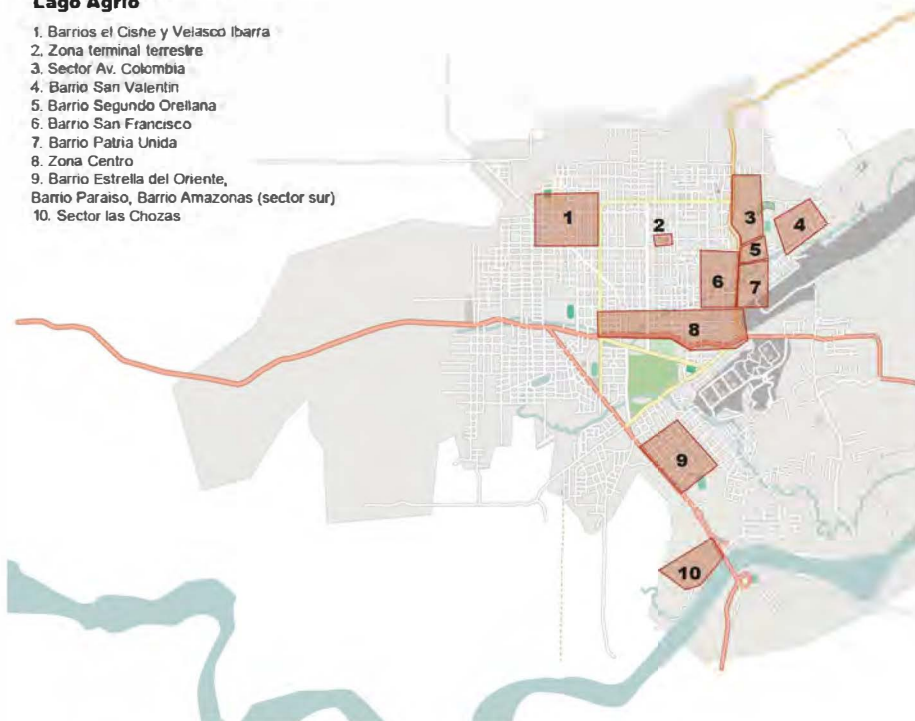 Lago Agrio
1. Barrios el Cisne y Velasco Ibarra
2. Zona terminal terrestre
3. Sector Av. Colombia
4. Barrio San Valentin
5. Barrio Segundo Orellana
6. Barrio San Francisco
7. Barrio Patria Unida
8. Zona Centro
9. Barrio Estrella del Oriente,
Barrio Paraiso, Barrio Amazonas (sector sur)
10. Sector las Chozas
1
2
3
4
5
6
7
8
9
10